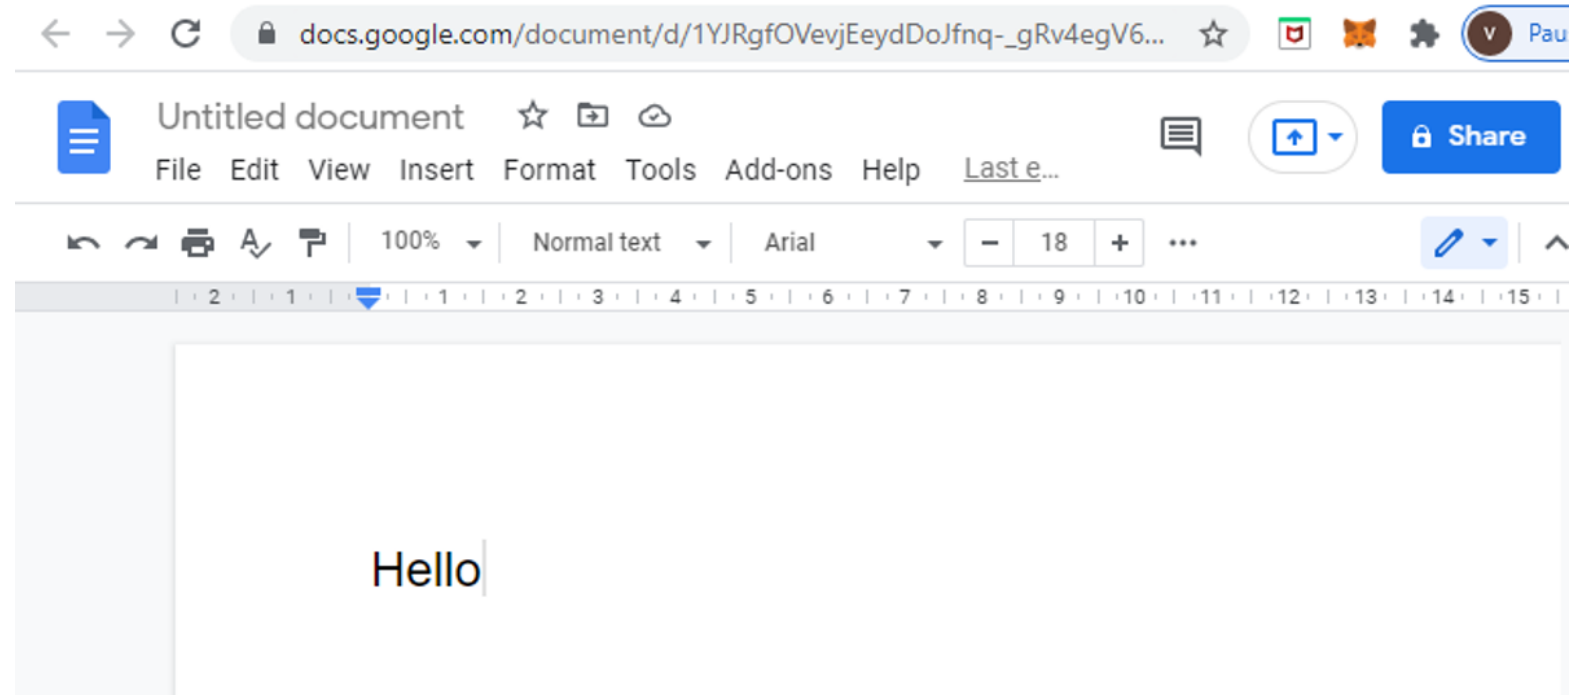 docs.google.com/document/d/1YJRgfOVevjEeydDoJfnq-_gRv4egV6... V Pau
Untitled document
Share
File Edit View Insert Format Tools Add-ons Help Last e...
100% Normal text Arial - 18 + ...
2 1 1 2 3 4 5 6 7 8 9 10 11 12 13 14 15
Hello